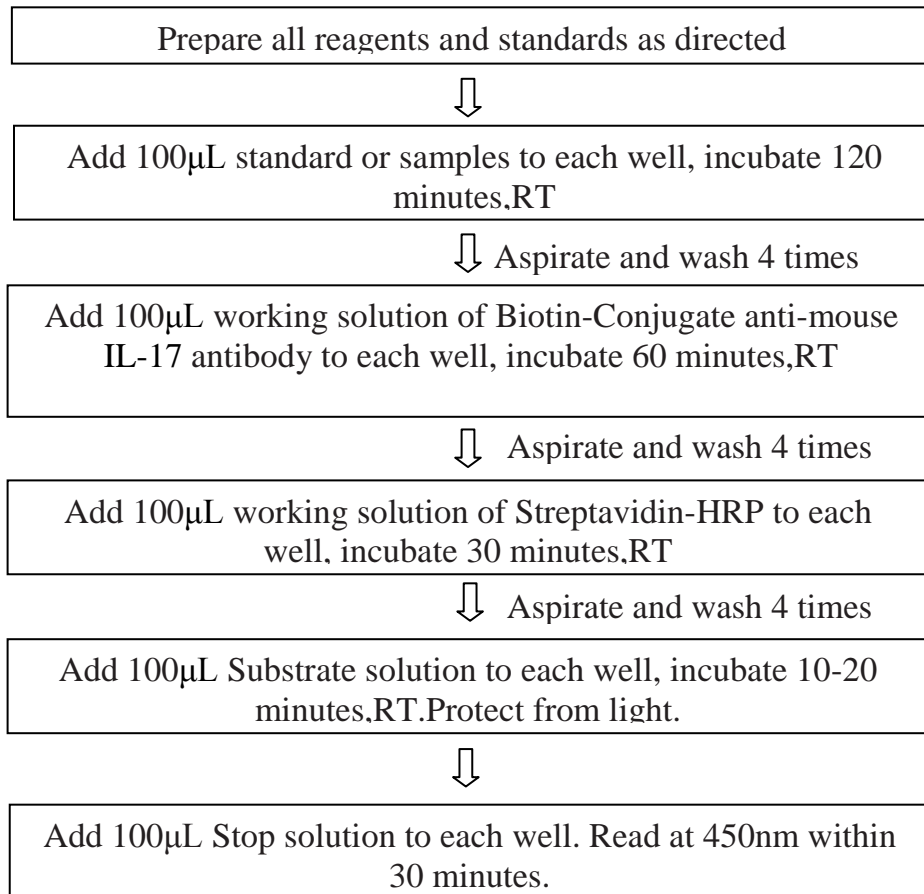 Prepare all reagents and standards as directed
Add 100μL standard or samples to each well, incubate 120
minutes,RT
Aspirate and wash 4 times
Add 100μL working solution of Biotin-Conjugate anti-mouse
IL-17 antibody to each well, incubate 60 minutes,RT
Aspirate and wash 4 times
Add 100μL working solution of Streptavidin-HRP to each
well, incubate 30 minutes,RT
Aspirate and wash 4 times
Add 100μL Substrate solution to each well, incubate 10-20
minutes,RT.Protect from light.
Add 100μL Stop solution to each well. Read at 450nm within
30 minutes.